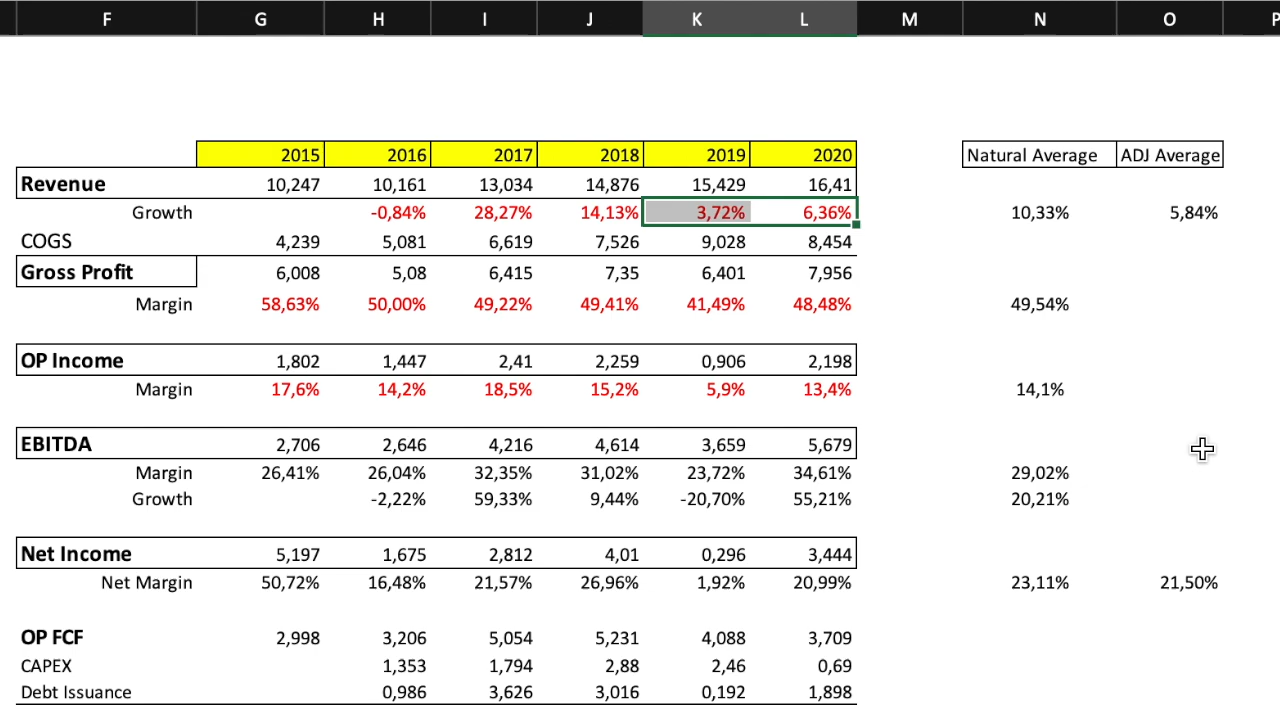 F G H I J K L M N O P
2015 2016 2017 2018 2019 2020 Natural Average ADJ Average
Revenue 10,247 10,161 13,034 14,876 15,429 16,41
Growth -0,84% 28,27% 14,13% 3,72% 6,36% 10,33% 5,84%
COGS 4,239 5,081 6,619 7,526 9,028 8,454
Gross Profit 6,008 5,08 6,415 7,35 6,401 7,956
Margin 58,63% 50,00% 49,22% 49,41% 41,49% 48,48% 49,54%
OP Income 1,802 1,447 2,41 2,259 0,906 2,198
Margin 17,6% 14,2% 18,5% 15,2% 5,9% 13,4% 14,1%
EBITDA 2,706 2,646 4,216 4,614 3,659 5,679
Margin 26,41% 26,04% 32,35% 31,02% 23,72% 34,61% 29,02%
Growth -2,22% 59,33% 9,44% -20,70% 55,21% 20,21%
Net Income 5,197 1,675 2,812 4,01 0,296 3,444
Net Margin 50,72% 16,48% 21,57% 26,96% 1,92% 20,99% 23,11% 21,50%
OP FCF 2,998 3,206 5,054 5,231 4,088 3,709
CAPEX 1,353 1,794 2,88 2,46 0,69
Debt Issuance 0,986 3,626 3,016 0,192 1,898